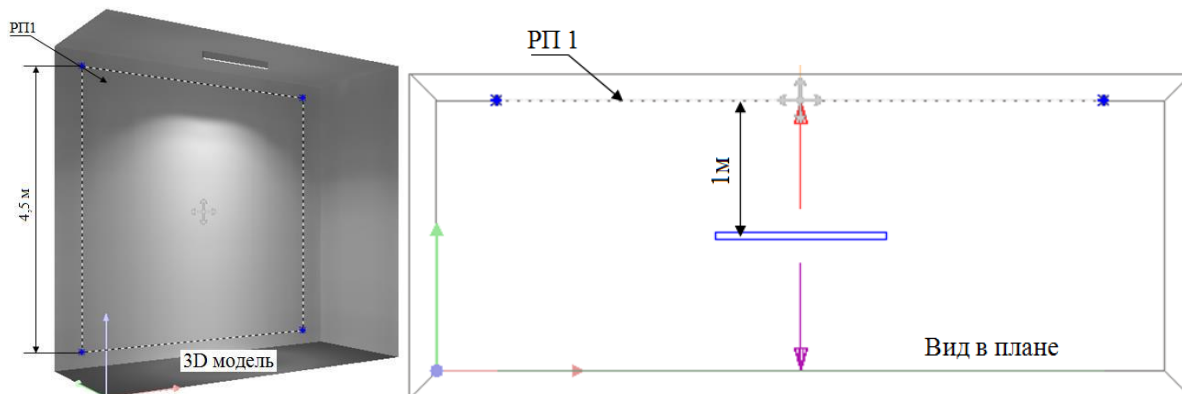 РП1
4,5 м
3D модель
РП 1
1м
Вид в плане